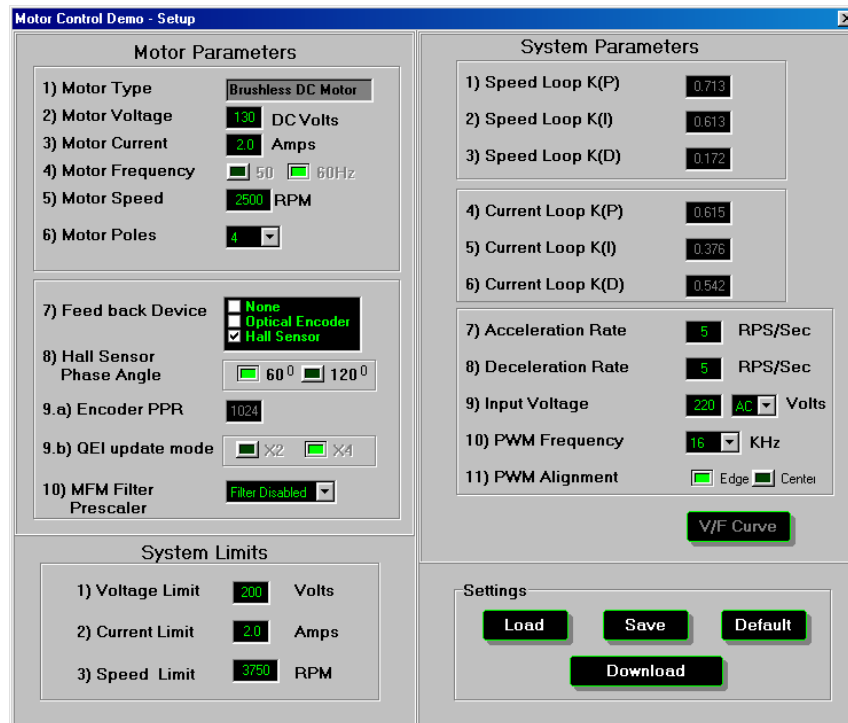 Motor Control Demo - Setup
Motor Parameters
1) Motor Type Brushless DC Motor
2) Motor Voltage 130 DC Volts
3) Motor Current 2.0 Amps
4) Motor Frequency 50 60Hz
5) Motor Speed 2500 RPM
6) Motor Poles 4
7) Feed back Device
None
Optical Encoder
Hall Sensor
8) Hall Sensor
Phase Angle 60⁰ 120⁰
9.a) Encoder PPR 1024
9.b) QEI update mode X2 X4
10) MFM Filter
Prescaler Filter Disabled
System Limits
1) Voltage Limit 200 Volts
2) Current Limit 2.0 Amps
3) Speed Limit 3750 RPM
System Parameters
1) Speed Loop K(P) 0.713
2) Speed Loop K(I) 0.613
3) Speed Loop K(D) 0.172
4) Current Loop K(P) 0.615
5) Current Loop K(I) 0.376
6) Current Loop K(D) 0.542
7) Acceleration Rate 5 RPS/Sec
8) Deceleration Rate 5 RPS/Sec
9) Input Voltage 220 AC Volts
10) PWM Frequency 16 KHz
11) PWM Alignment Edge Center
V/F Curve
Settings
Load Save Default
Download